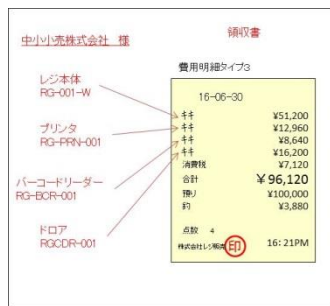 領収書
中小小売株式会社 様
費用明細タイプ3
レジ本体
RG-001-W
プリンタ
RG-PRN-001
バーコードリーダー
RG-BCR-001
ドロア
RGCDR-001
16-06-30
キキ ¥51,200
キキ ¥12,960
キキ ¥8,640
キキ ¥16,200
消費税 ¥7,120
合計 ¥96,120
預り ¥100,000
釣 ¥3,880
点数 4
株式会社レジ販売 印 16:21PM